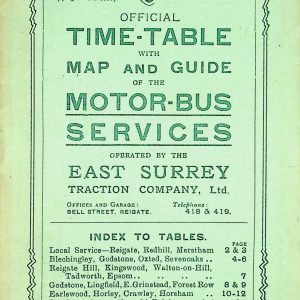 OFFICIAL
TIME-TABLE
WITH
MAP AND GUIDE
OF THE
MOTOR-BUS
SERVICES
OPERATED BY THE
EAST SURREY
TRACTION COMPANY, Ltd.
OFFICES AND GARAGE: Telephone:
BELL STREET, REIGATE. 418 & 419.
INDEX TO TABLES.
PAGE
Local Service—Reigate, Redhill, Merstham 2 & 3
Blechingley, Godstone, Oxted, Sevenoaks .. 4-6
Reigate Hill, Kingswood, Walton-on-Hill,
Tadworth, Epsom .. .. .. .. 7
Godstone, Lingfield, E. Grinstead, Forest Row 8 & 9
Earlswood, Horley, Crawley, Horsham .. 10-12